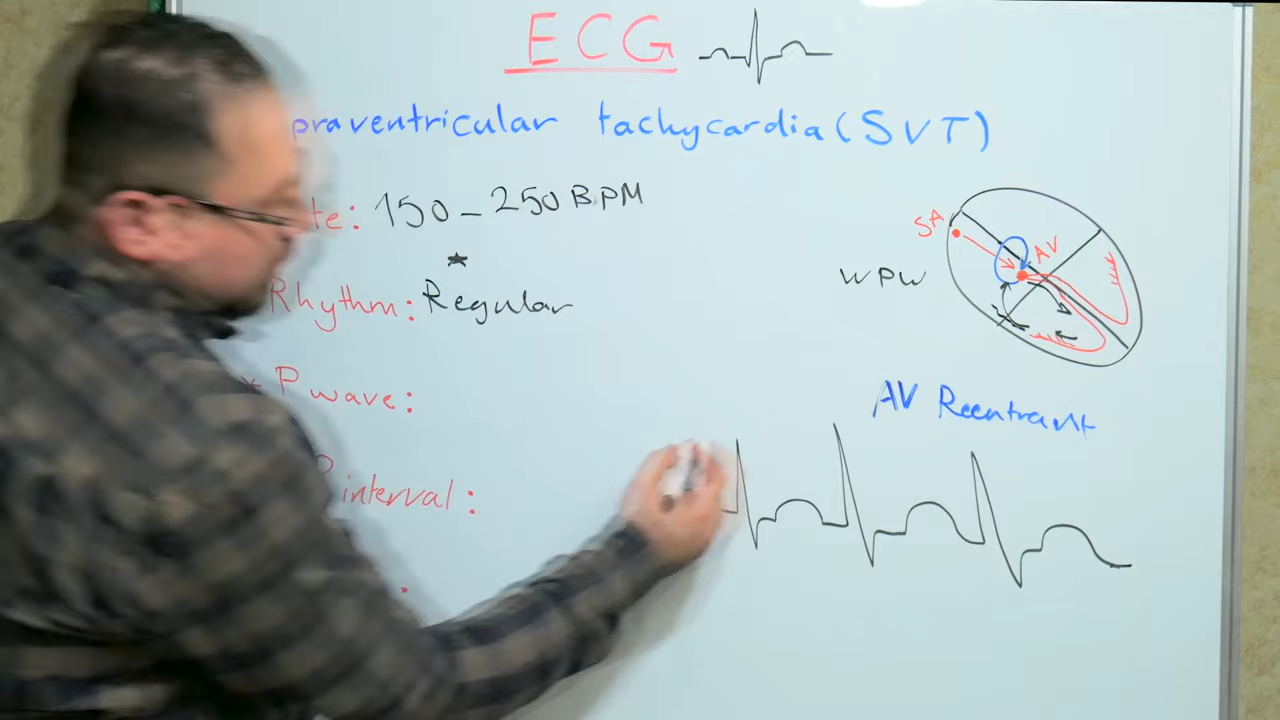 ECG
praventricular tachycardia (SVT)
te: 150 - 250 BPM
SA
AV
WPW
* Rhythm: Regular
* P wave:
AV Reentrant
interval: